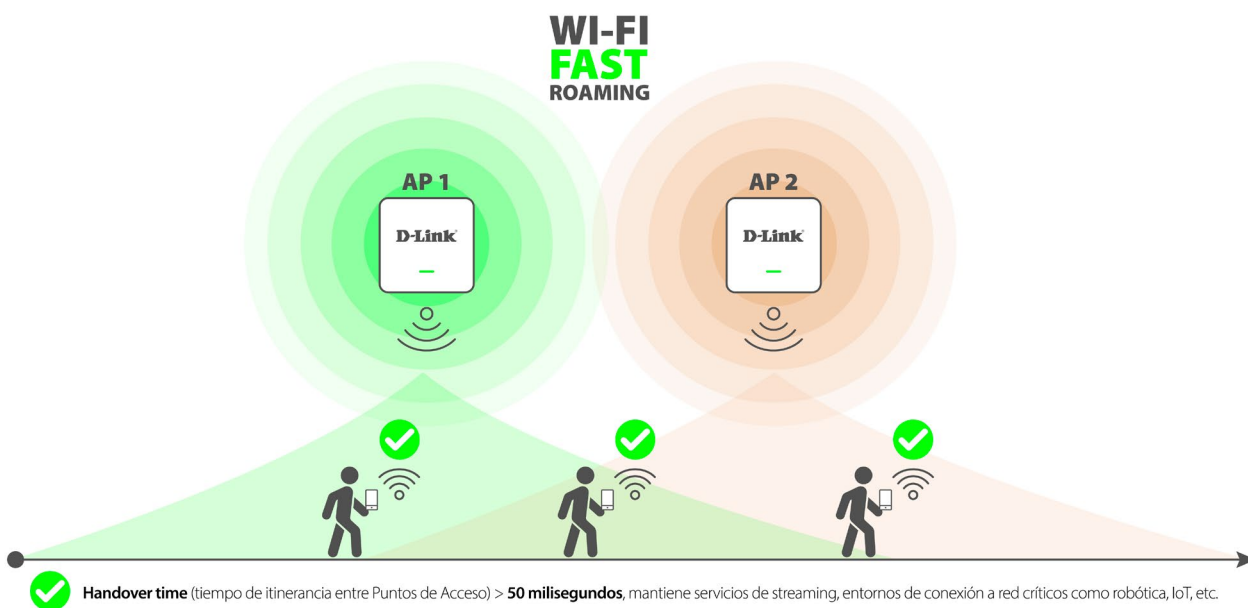 WI-FI
FAST
ROAMING
AP 1
AP 2
D-Link
D-Link
Handover time (tiempo de itinerancia entre Puntos de Acceso) > 50 milisegundos, mantiene servicios de streaming, entornos de conexión a red críticos como robótica, IoT, etc.